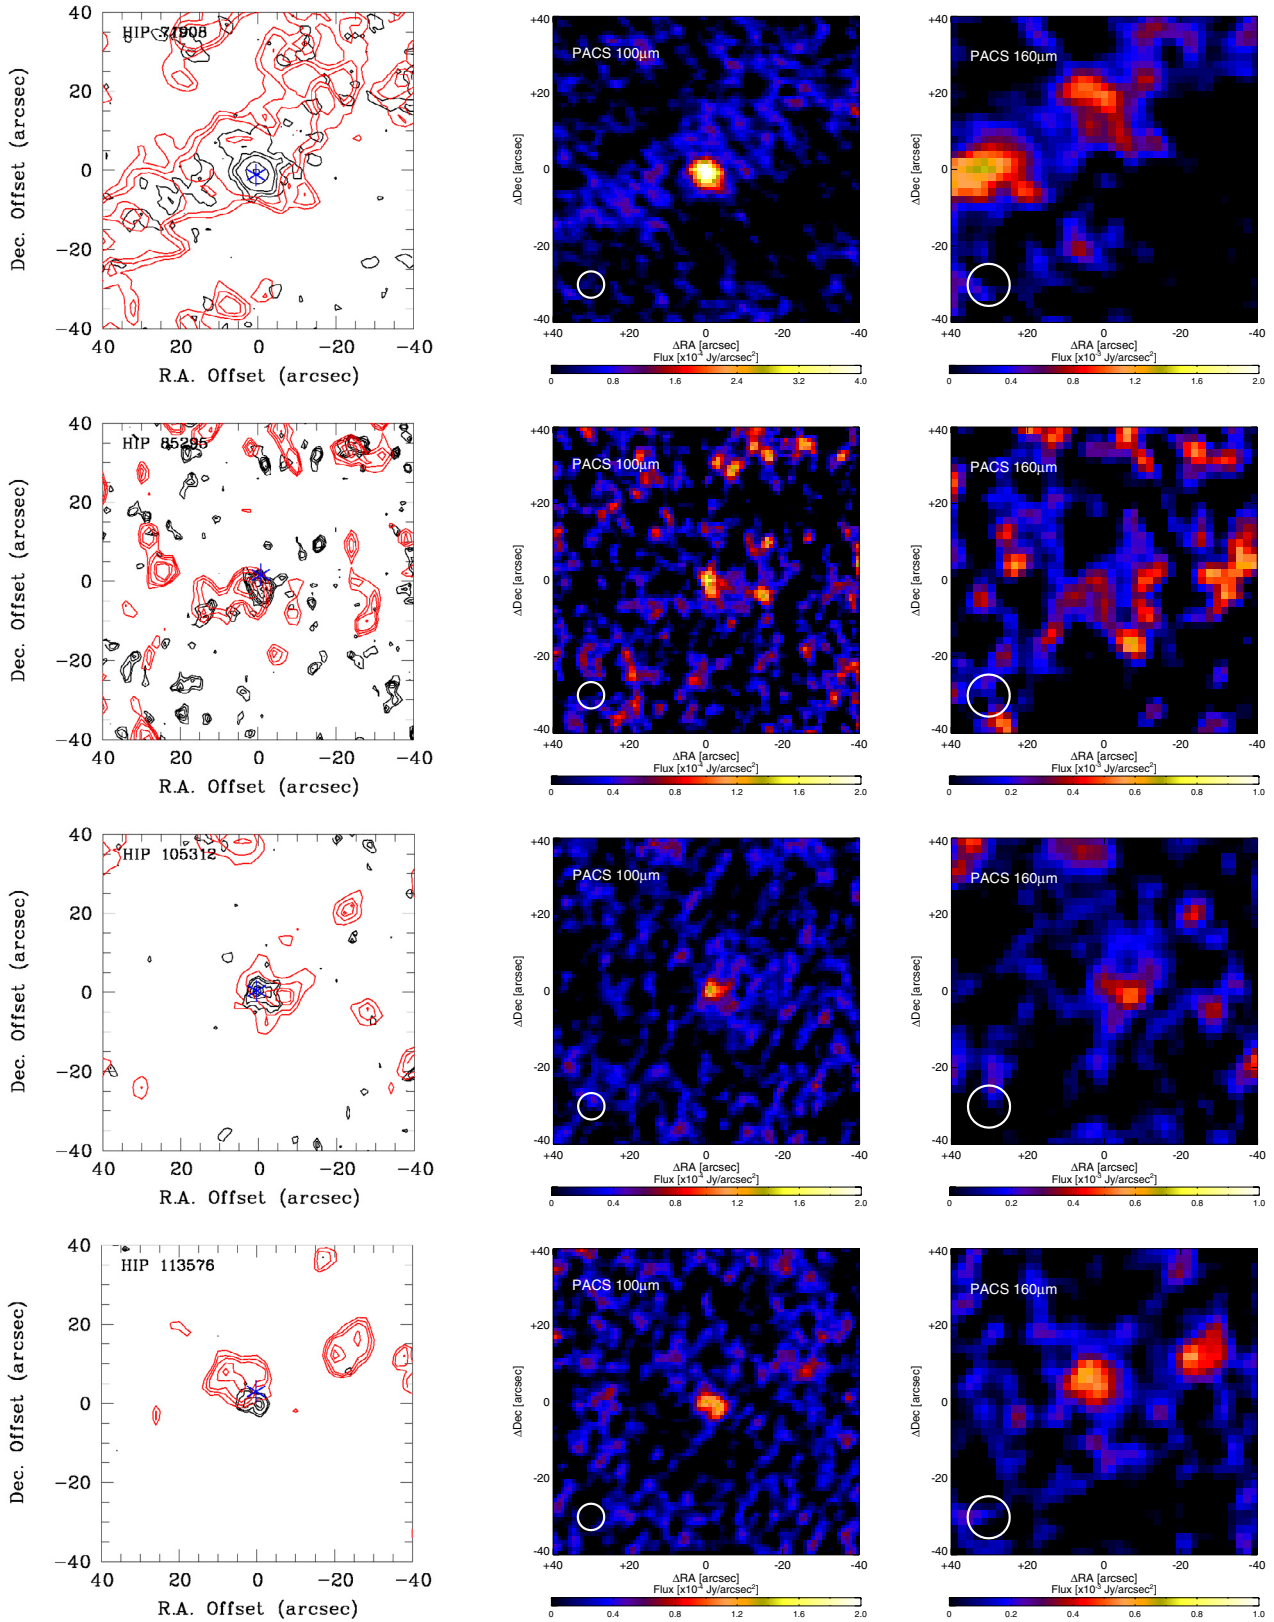 HIP 71908
Dec. Offset (arcsec)
40
20
0
−20
−40
40 20 0 −20 −40
R.A. Offset (arcsec)
PACS 100μm
ΔDec [arcsec]
+40
+20
0
-20
-40
+40 +20 0 -20 -40
ΔRA [arcsec]
Flux [x10⁻⁴ Jy/arcsec²]
0 0.8 1.6 2.4 3.2 4.0
PACS 160μm
ΔDec [arcsec]
+40
+20
0
-20
-40
+40 +20 0 -20 -40
ΔRA [arcsec]
Flux [x10⁻³ Jy/arcsec²]
0 0.4 0.8 1.2 1.6 2.0
HIP 85295
Dec. Offset (arcsec)
40
20
0
−20
−40
40 20 0 −20 −40
R.A. Offset (arcsec)
PACS 100μm
ΔDec [arcsec]
+40
+20
0
-20
-40
+40 +20 0 -20 -40
ΔRA [arcsec]
Flux [x10⁻⁴ Jy/arcsec²]
0 0.4 0.8 1.2 1.6 2.0
PACS 160μm
ΔDec [arcsec]
+40
+20
0
-20
-40
+40 +20 0 -20 -40
ΔRA [arcsec]
Flux [x10⁻³ Jy/arcsec²]
0 0.2 0.4 0.6 0.8 1.0
HIP 105312
Dec. Offset (arcsec)
40
20
0
−20
−40
40 20 0 −20 −40
R.A. Offset (arcsec)
PACS 100μm
ΔDec [arcsec]
+40
+20
0
-20
-40
+40 +20 0 -20 -40
ΔRA [arcsec]
Flux [x10⁻⁴ Jy/arcsec²]
0 0.4 0.8 1.2 1.6 2.0
PACS 160μm
ΔDec [arcsec]
+40
+20
0
-20
-40
+40 +20 0 -20 -40
ΔRA [arcsec]
Flux [x10⁻³ Jy/arcsec²]
0 0.2 0.4 0.6 0.8 1.0
HIP 113576
Dec. Offset (arcsec)
40
20
0
−20
−40
40 20 0 −20 −40
R.A. Offset (arcsec)
PACS 100μm
ΔDec [arcsec]
+40
+20
0
-20
-40
+40 +20 0 -20 -40
ΔRA [arcsec]
Flux [x10⁻⁴ Jy/arcsec²]
0 0.4 0.8 1.2 1.6 2.0
PACS 160μm
ΔDec [arcsec]
+40
+20
0
-20
-40
+40 +20 0 -20 -40
ΔRA [arcsec]
Flux [x10⁻³ Jy/arcsec²]
0 0.2 0.4 0.6 0.8 1.0